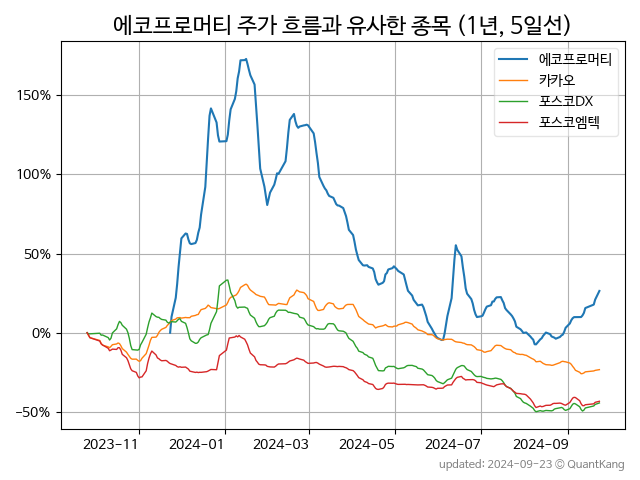 에코프로머티 주가 흐름과 유사한 종목 (1년, 5일선)
에코프로머티
카카오
포스코DX
포스코엠텍
150%
100%
50%
0%
−50%
2023-11 2024-01 2024-03 2024-05 2024-07 2024-09
updated: 2024-09-23 © QuantKang